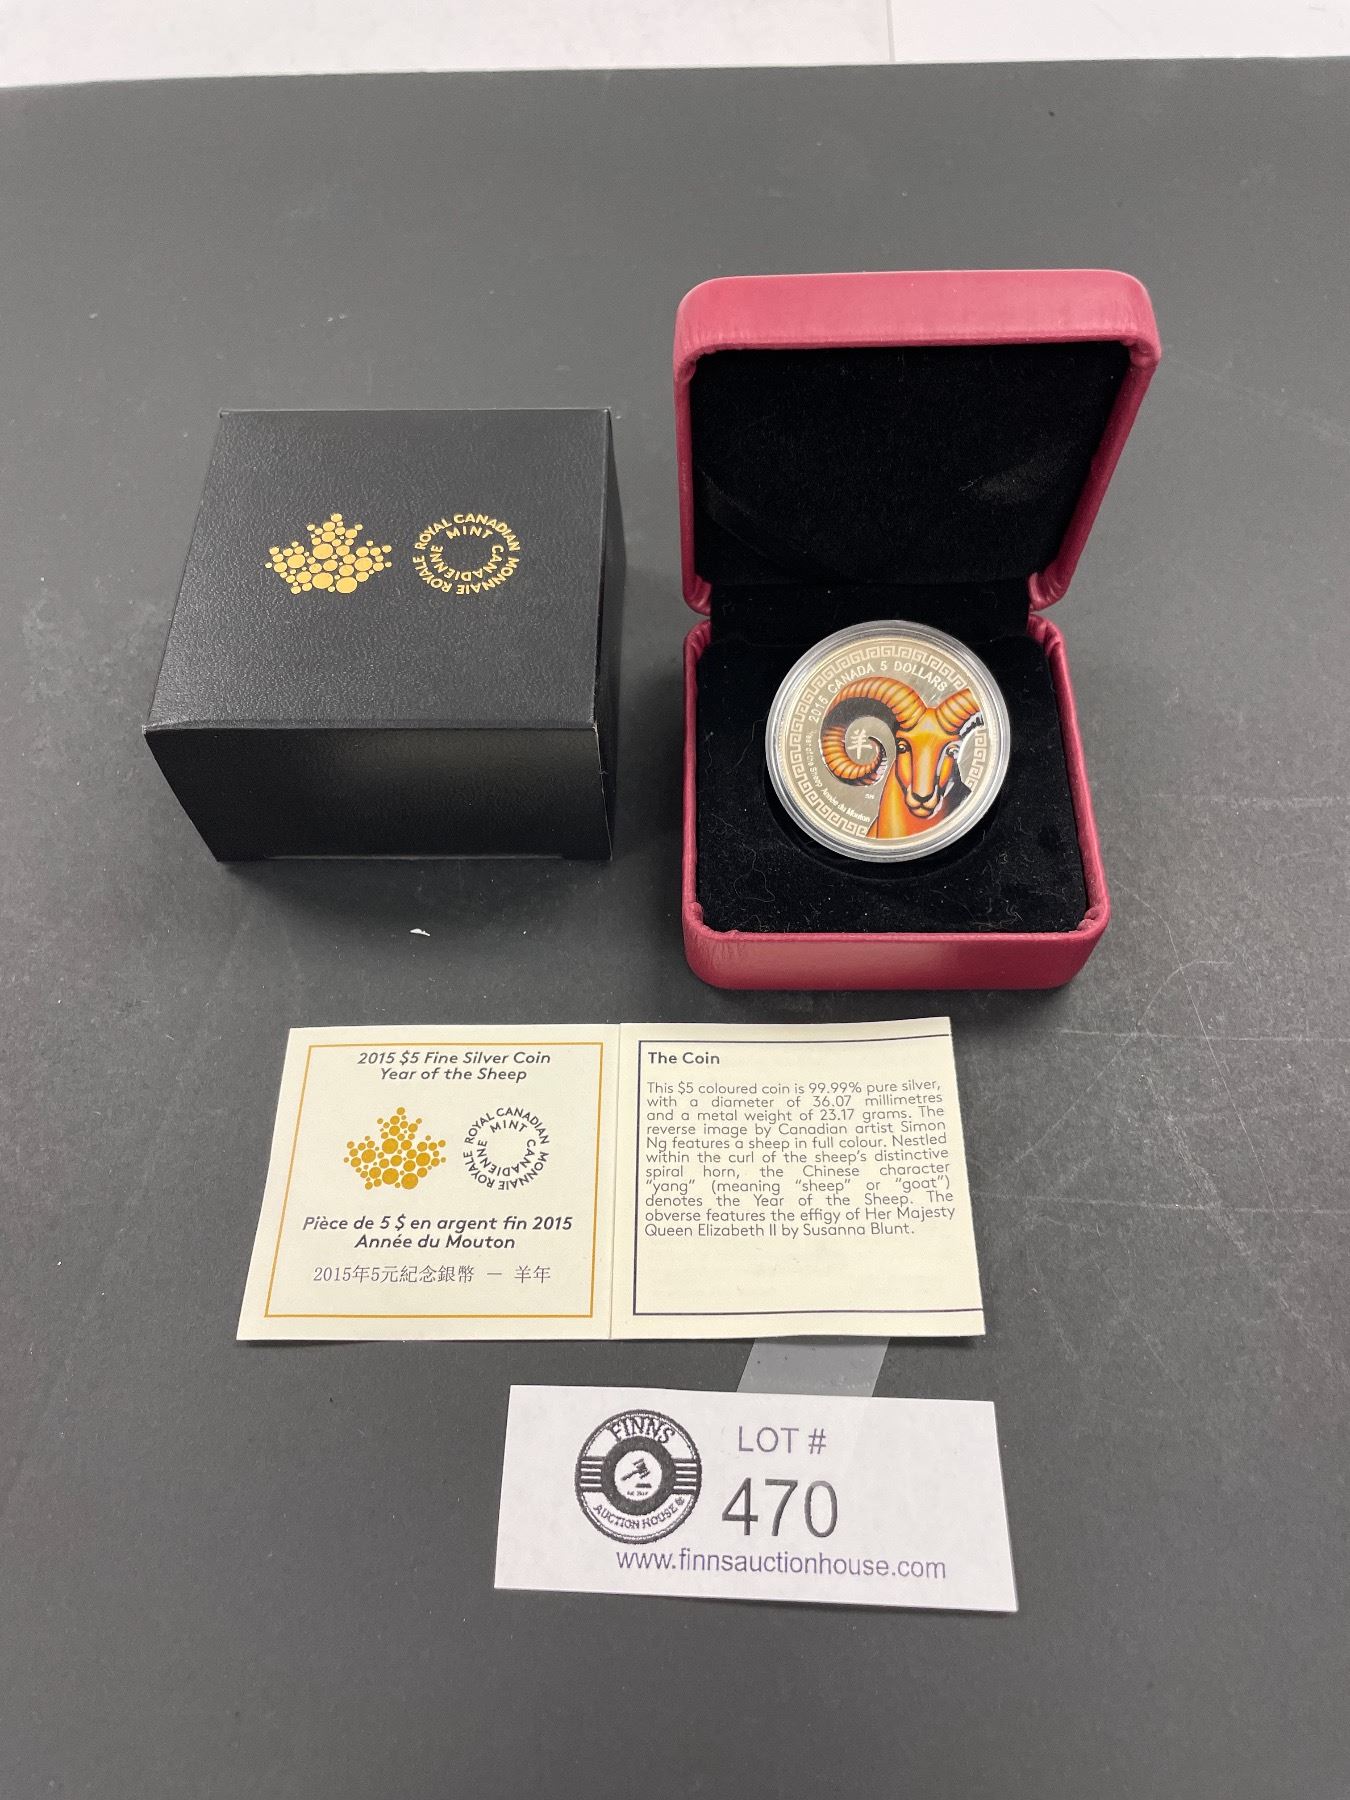 ROYAL CANADIAN MINT
MONNAIE ROYALE CANADIENNE
2015 CANADA 5 DOLLARS
羊
Sheep Année du Mouton
2015 $5 Fine Silver Coin
Year of the Sheep
ROYAL CANADIAN MINT
MONNAIE ROYALE CANADIENNE
Pièce de 5 $ en argent fin 2015
Année du Mouton
2015年5元紀念銀幣 － 羊年
The Coin
This $5 coloured coin is 99.99% pure silver,
with a diameter of 36.07 millimetres
and a metal weight of 23.17 grams. The
reverse image by Canadian artist Simon
Ng features a sheep in full colour. Nestled
within the curl of the sheep's distinctive
spiral horn, the Chinese character
“yang” (meaning “sheep” or “goat”)
denotes the Year of the Sheep. The
obverse features the effigy of Her Majesty
Queen Elizabeth II by Susanna Blunt.
FINNS
AUCTION HOUSE
LOT #
470
www.finnsauctionhouse.com